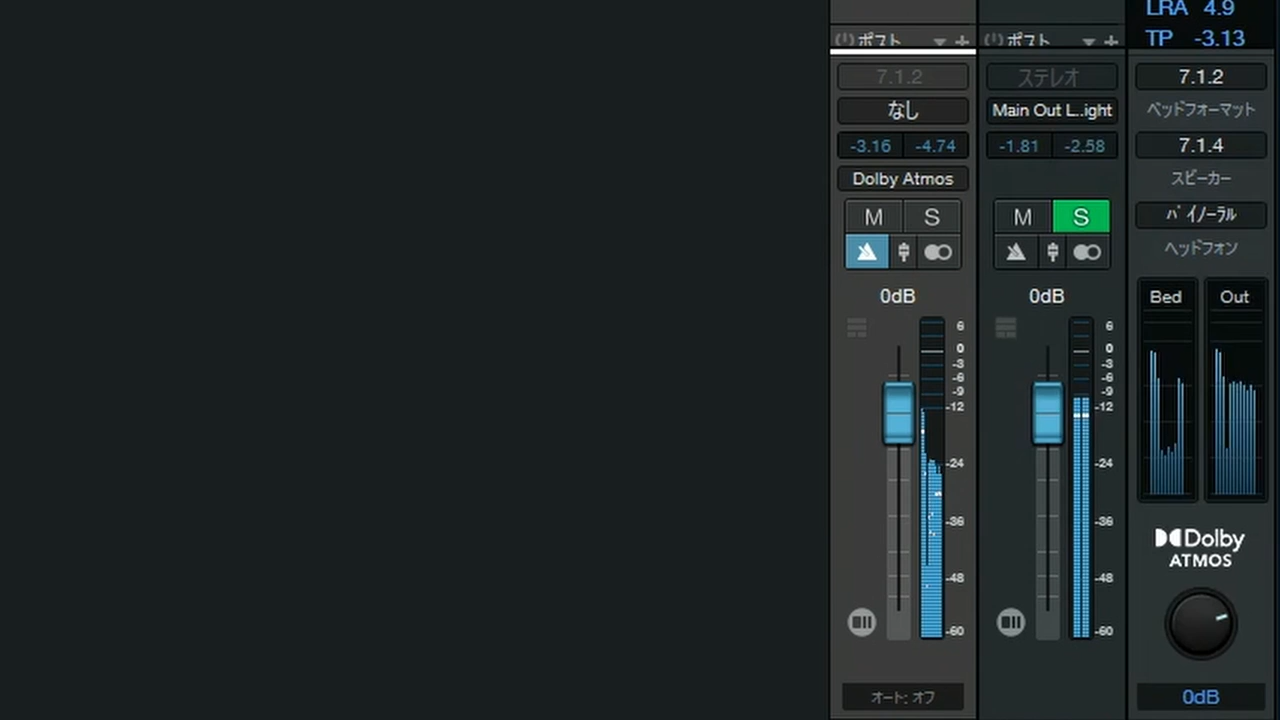 LRA 4.9
TP -3.13
ポスト
ポスト
7.1.2
なし
-3.16 -4.74
Dolby Atmos
M S
0dB
6
0
-3
-6
-9
-12
-24
-36
-48
-60
オート: オフ
ステレオ
Main Out L..ight
-1.81 -2.58
M S
0dB
6
0
-3
-6
-9
-12
-24
-36
-48
-60
7.1.2
ベッドフォーマット
7.1.4
スピーカー
バイノーラル
ヘッドフォン
Bed Out
Dolby
ATMOS
0dB